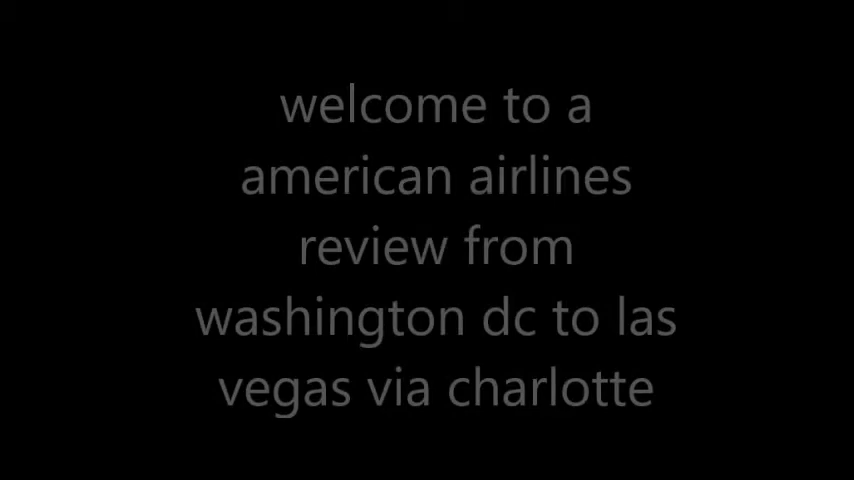 welcome to a
american airlines
review from
washington dc to las
vegas via charlotte